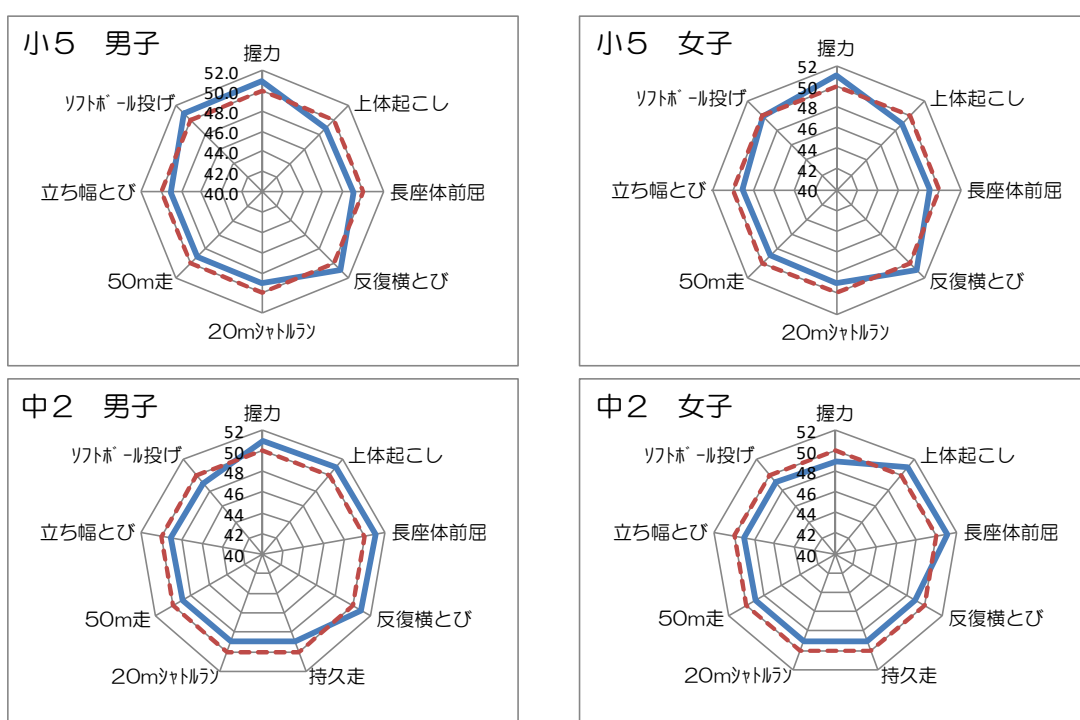 小5 男子
握力
上体起こし
長座体前屈
反復横とび
20mｼｬﾄﾙﾗﾝ
50m走
立ち幅とび
ｿﾌﾄﾎﾞｰﾙ投げ
52.0
50.0
48.0
46.0
44.0
42.0
40.0
小5 女子
握力
上体起こし
長座体前屈
反復横とび
20mｼｬﾄﾙﾗﾝ
50m走
立ち幅とび
ｿﾌﾄﾎﾞｰﾙ投げ
52
50
48
46
44
42
40
中2 男子
握力
上体起こし
長座体前屈
反復横とび
持久走
20mｼｬﾄﾙﾗﾝ
50m走
立ち幅とび
ｿﾌﾄﾎﾞｰﾙ投げ
52
50
48
46
44
42
40
中2 女子
握力
上体起こし
長座体前屈
反復横とび
持久走
20mｼｬﾄﾙﾗﾝ
50m走
立ち幅とび
ｿﾌﾄﾎﾞｰﾙ投げ
52
50
48
46
44
42
40